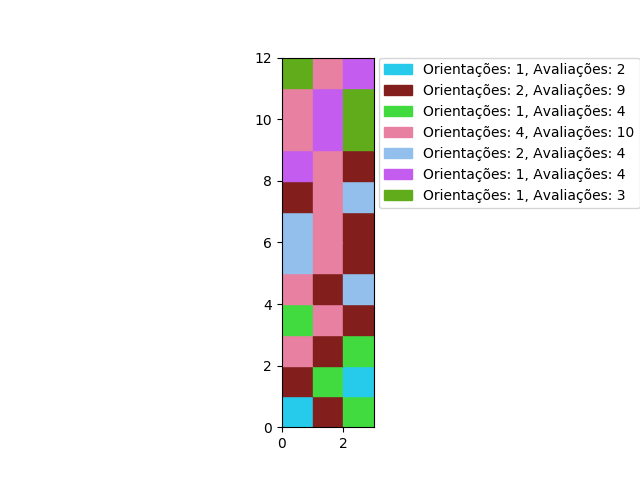 12
10
8
6
4
2
0
0 2
Orientações: 1, Avaliações: 2
Orientações: 2, Avaliações: 9
Orientações: 1, Avaliações: 4
Orientações: 4, Avaliações: 10
Orientações: 2, Avaliações: 4
Orientações: 1, Avaliações: 4
Orientações: 1, Avaliações: 3